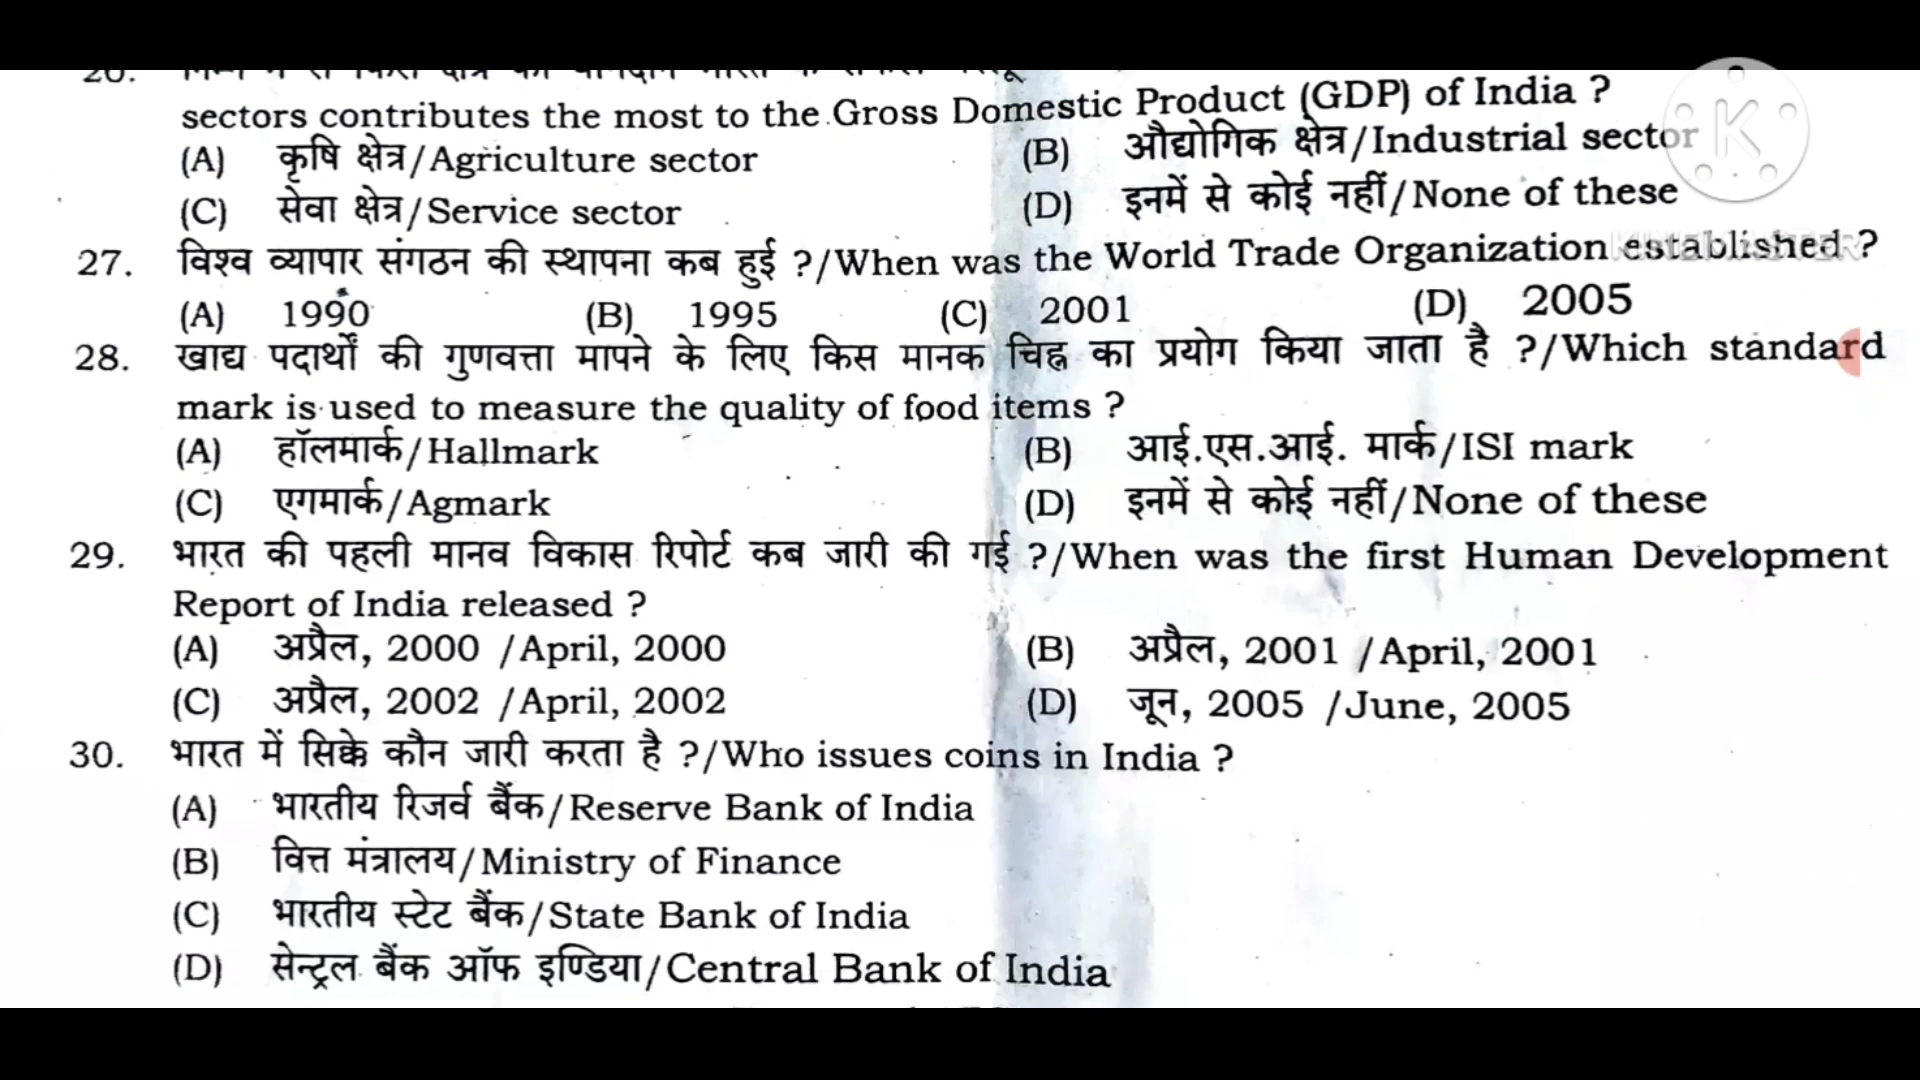 sectors contributes the most to the Gross Domestic Product (GDP) of India ?
(A) कृषि क्षेत्र/Agriculture sector (B) औद्योगिक क्षेत्र/Industrial sector
(C) सेवा क्षेत्र/Service sector (D) इनमें से कोई नहीं/None of these
27. विश्व व्यापार संगठन की स्थापना कब हुई ?/When was the World Trade Organization established ?
KINEMASTER
(A) 1990 (B) 1995 (C) 2001 (D) 2005
28. खाद्य पदार्थों की गुणवत्ता मापने के लिए किस मानक चिह्न का प्रयोग किया जाता है ?/Which standard
mark is used to measure the quality of food items ?
(A) हॉलमार्क/Hallmark (B) आई.एस.आई. मार्क/ISI mark
(C) एगमार्क/Agmark (D) इनमें से कोई नहीं/None of these
29. भारत की पहली मानव विकास रिपोर्ट कब जारी की गई ?/When was the first Human Development
Report of India released ?
(A) अप्रैल, 2000 /April, 2000 (B) अप्रैल, 2001 /April, 2001
(C) अप्रैल, 2002 /April, 2002 (D) जून, 2005 /June, 2005
30. भारत में सिक्के कौन जारी करता है ?/Who issues coins in India ?
(A) भारतीय रिजर्व बैंक/Reserve Bank of India
(B) वित्त मंत्रालय/Ministry of Finance
(C) भारतीय स्टेट बैंक/State Bank of India
(D) सेन्ट्रल बैंक ऑफ इण्डिया/Central Bank of India